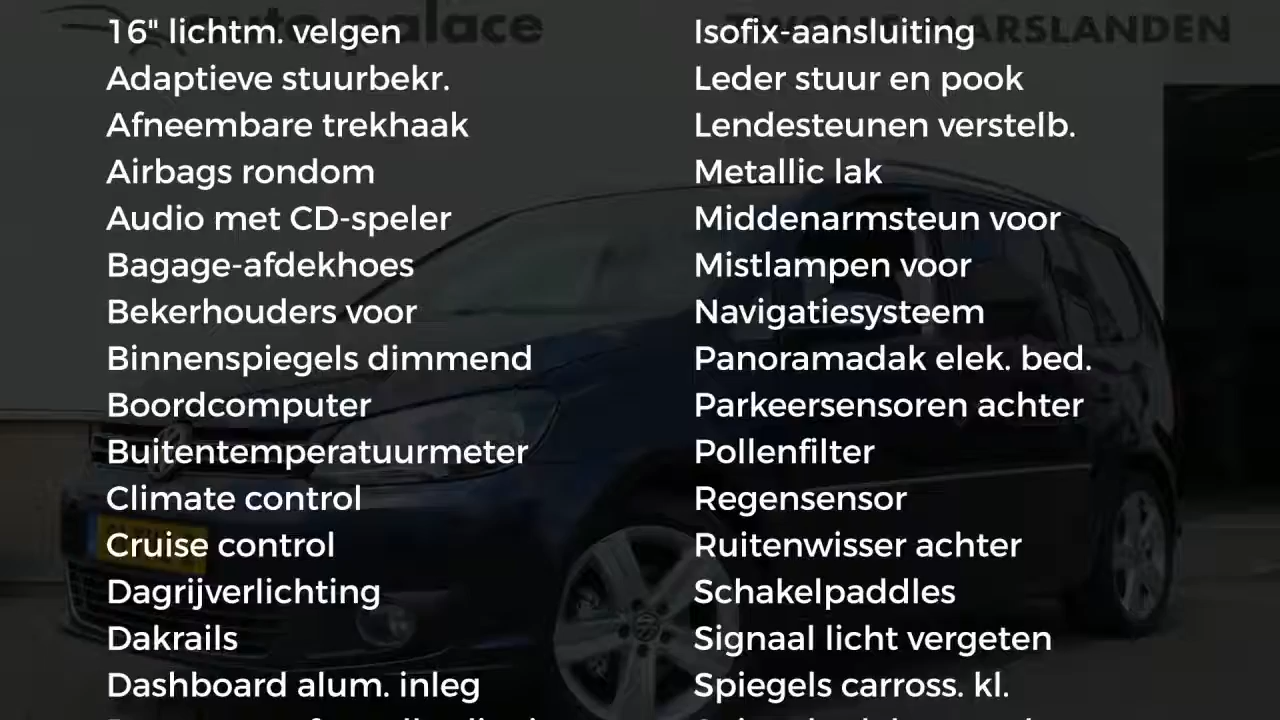 auto palace
ARSLANDEN
16" lichtm. velgen
Adaptieve stuurbekr.
Afneembare trekhaak
Airbags rondom
Audio met CD-speler
Bagage-afdekhoes
Bekerhouders voor
Binnenspiegels dimmend
Boordcomputer
Buitentemperatuurmeter
Climate control
Cruise control
Dagrijverlichting
Dakrails
Dashboard alum. inleg
Isofix-aansluiting
Leder stuur en pook
Lendesteunen verstelb.
Metallic lak
Middenarmsteun voor
Mistlampen voor
Navigatiesysteem
Panoramadak elek. bed.
Parkeersensoren achter
Pollenfilter
Regensensor
Ruitenwisser achter
Schakelpaddles
Signaal licht vergeten
Spiegels carross. kl.